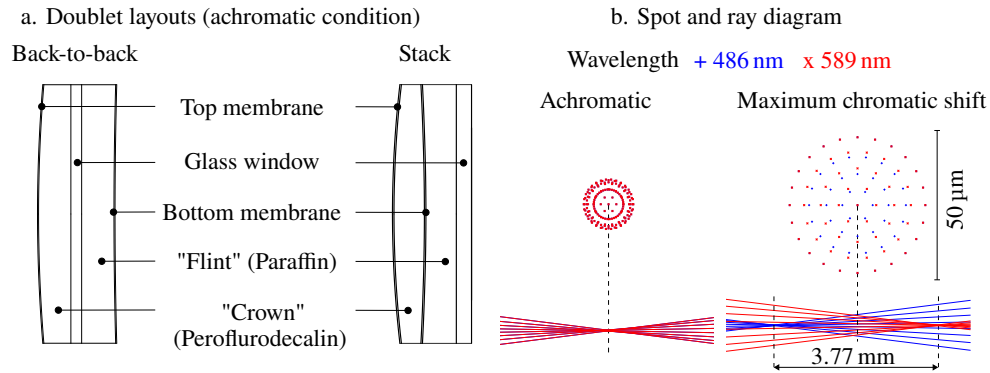 a. Doublet layouts (achromatic condition)
Back-to-back
Stack
Top membrane
Glass window
Bottom membrane
"Flint" (Paraffin)
"Crown"
(Peroflurodecalin)
b. Spot and ray diagram
Wavelength + 486 nm x 589 nm
Achromatic
Maximum chromatic shift
50 µm
3.77 mm